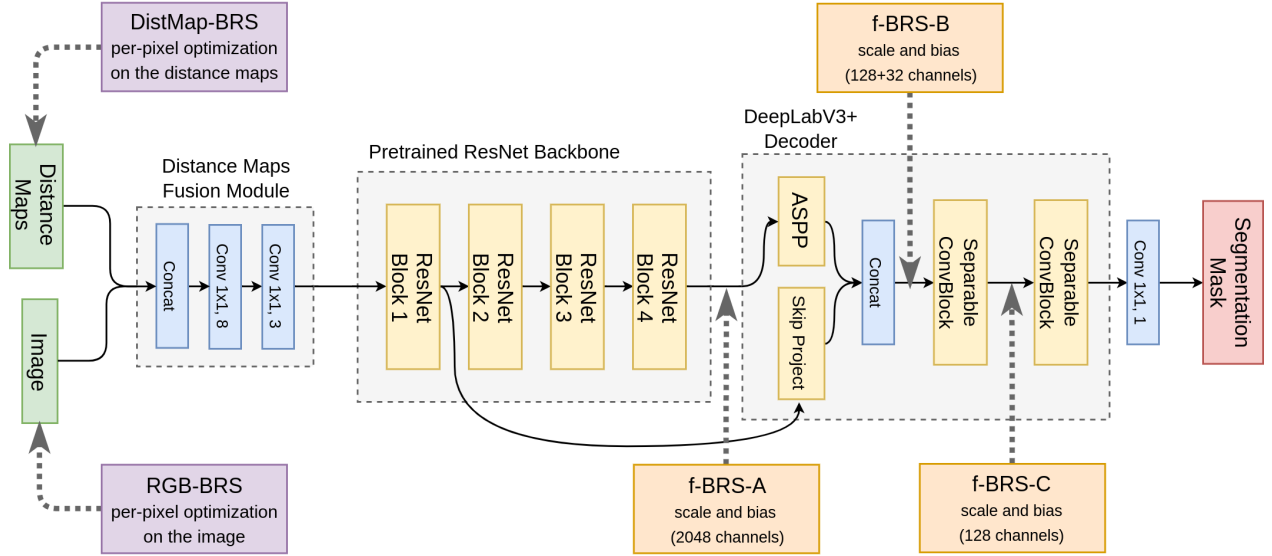 DistMap-BRS
per-pixel optimization
on the distance maps
f-BRS-B
scale and bias
(128+32 channels)
DeepLabV3+
Decoder
Pretrained ResNet Backbone
Distance Maps
Fusion Module
Distance
Maps
Image
Concat
Conv 1x1, 8
Conv 1x1, 3
ResNet
Block 1
ResNet
Block 2
ResNet
Block 3
ResNet
Block 4
ASPP
Skip Project
Concat
Separable
ConvBlock
Separable
ConvBlock
Conv 1x1, 1
Segmentation
Mask
RGB-BRS
per-pixel optimization
on the image
f-BRS-A
scale and bias
(2048 channels)
f-BRS-C
scale and bias
(128 channels)